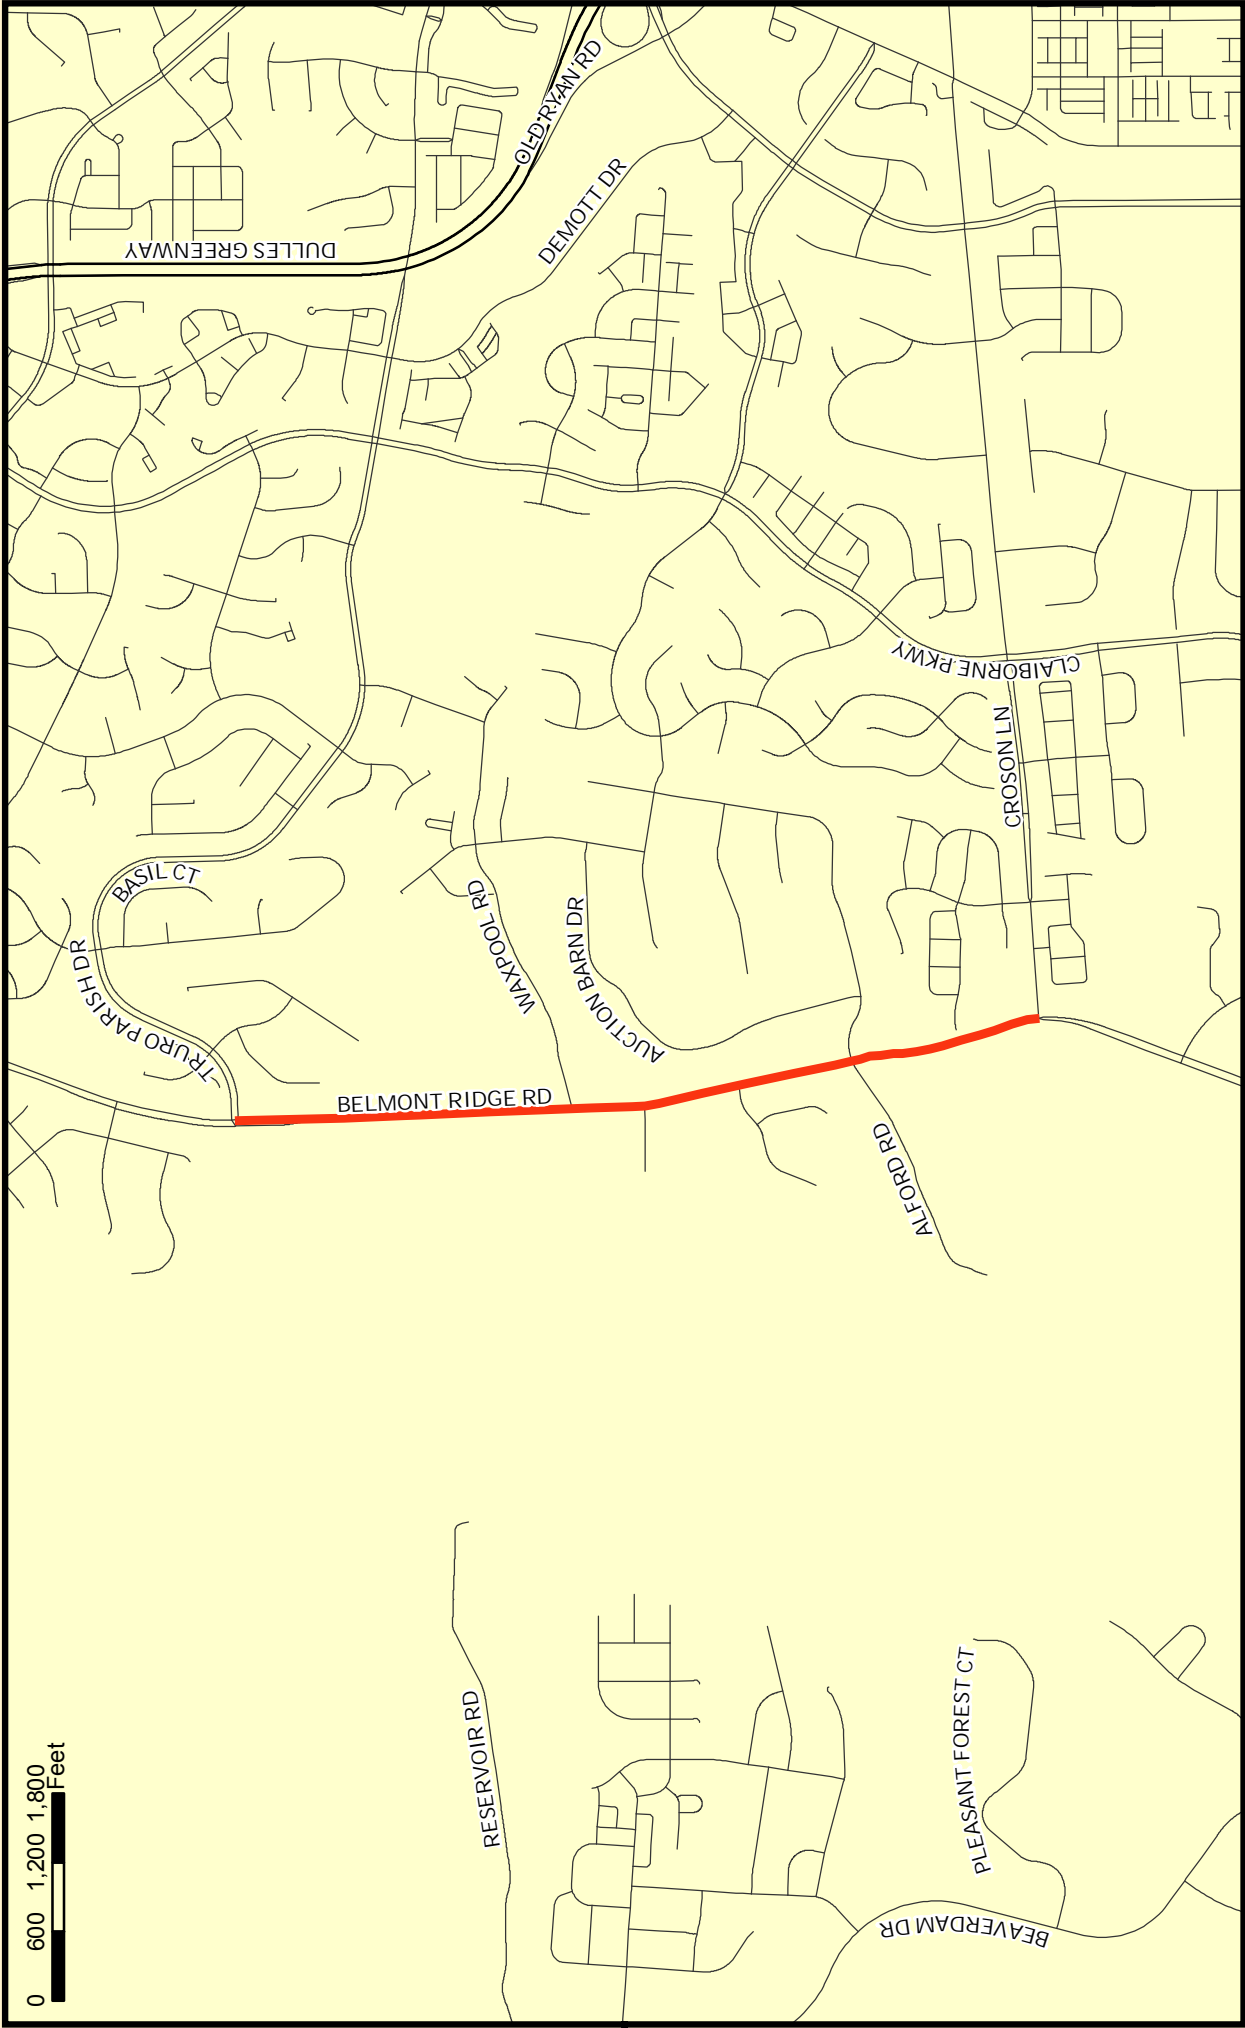 OLD RYAN RD
DEMOTT DR
DULLES GREENWAY
CLAIBORNE PKWY
CROSON LN
BASIL CT
WAXPOOL RD
AUCTION BARN DR
TRURO PARISH DR
BELMONT RIDGE RD
ALFORD RD
RESERVOIR RD
PLEASANT FOREST CT
BEAVERDAM DR
0 600 1,200 1,800
Feet